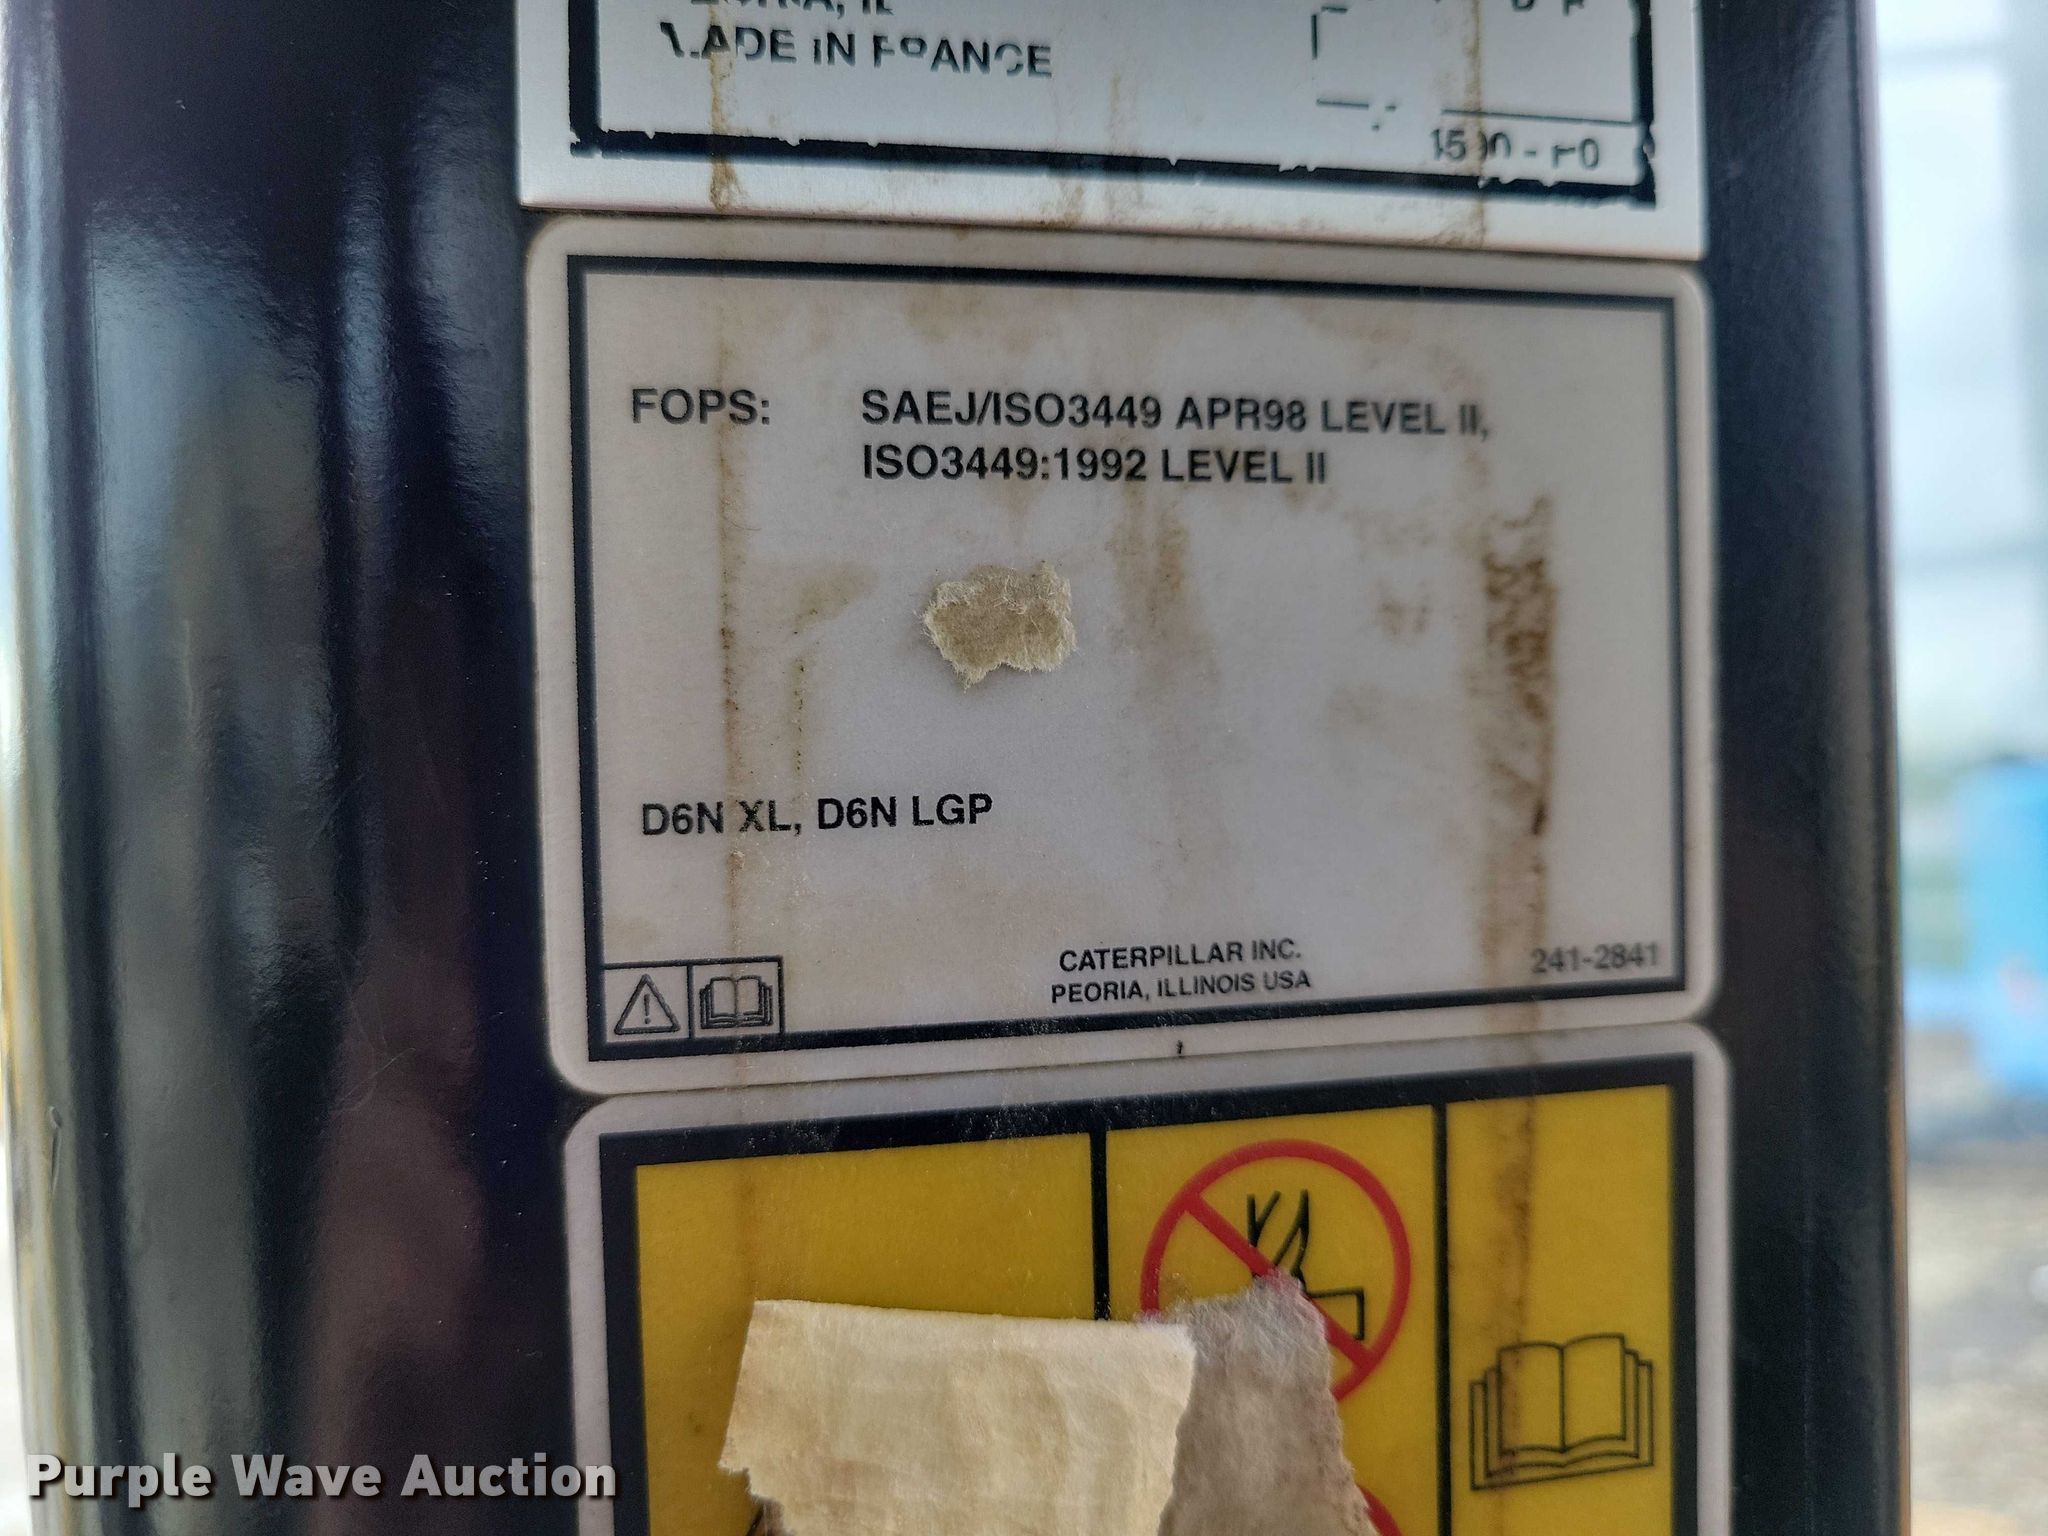 MADE IN FRANCE
FOPS: SAEJ/ISO3449 APR98 LEVEL II,
ISO3449:1992 LEVEL II
D6N XL, D6N LGP
CATERPILLAR INC.
PEORIA, ILLINOIS USA
241-2841
Purple Wave Auction